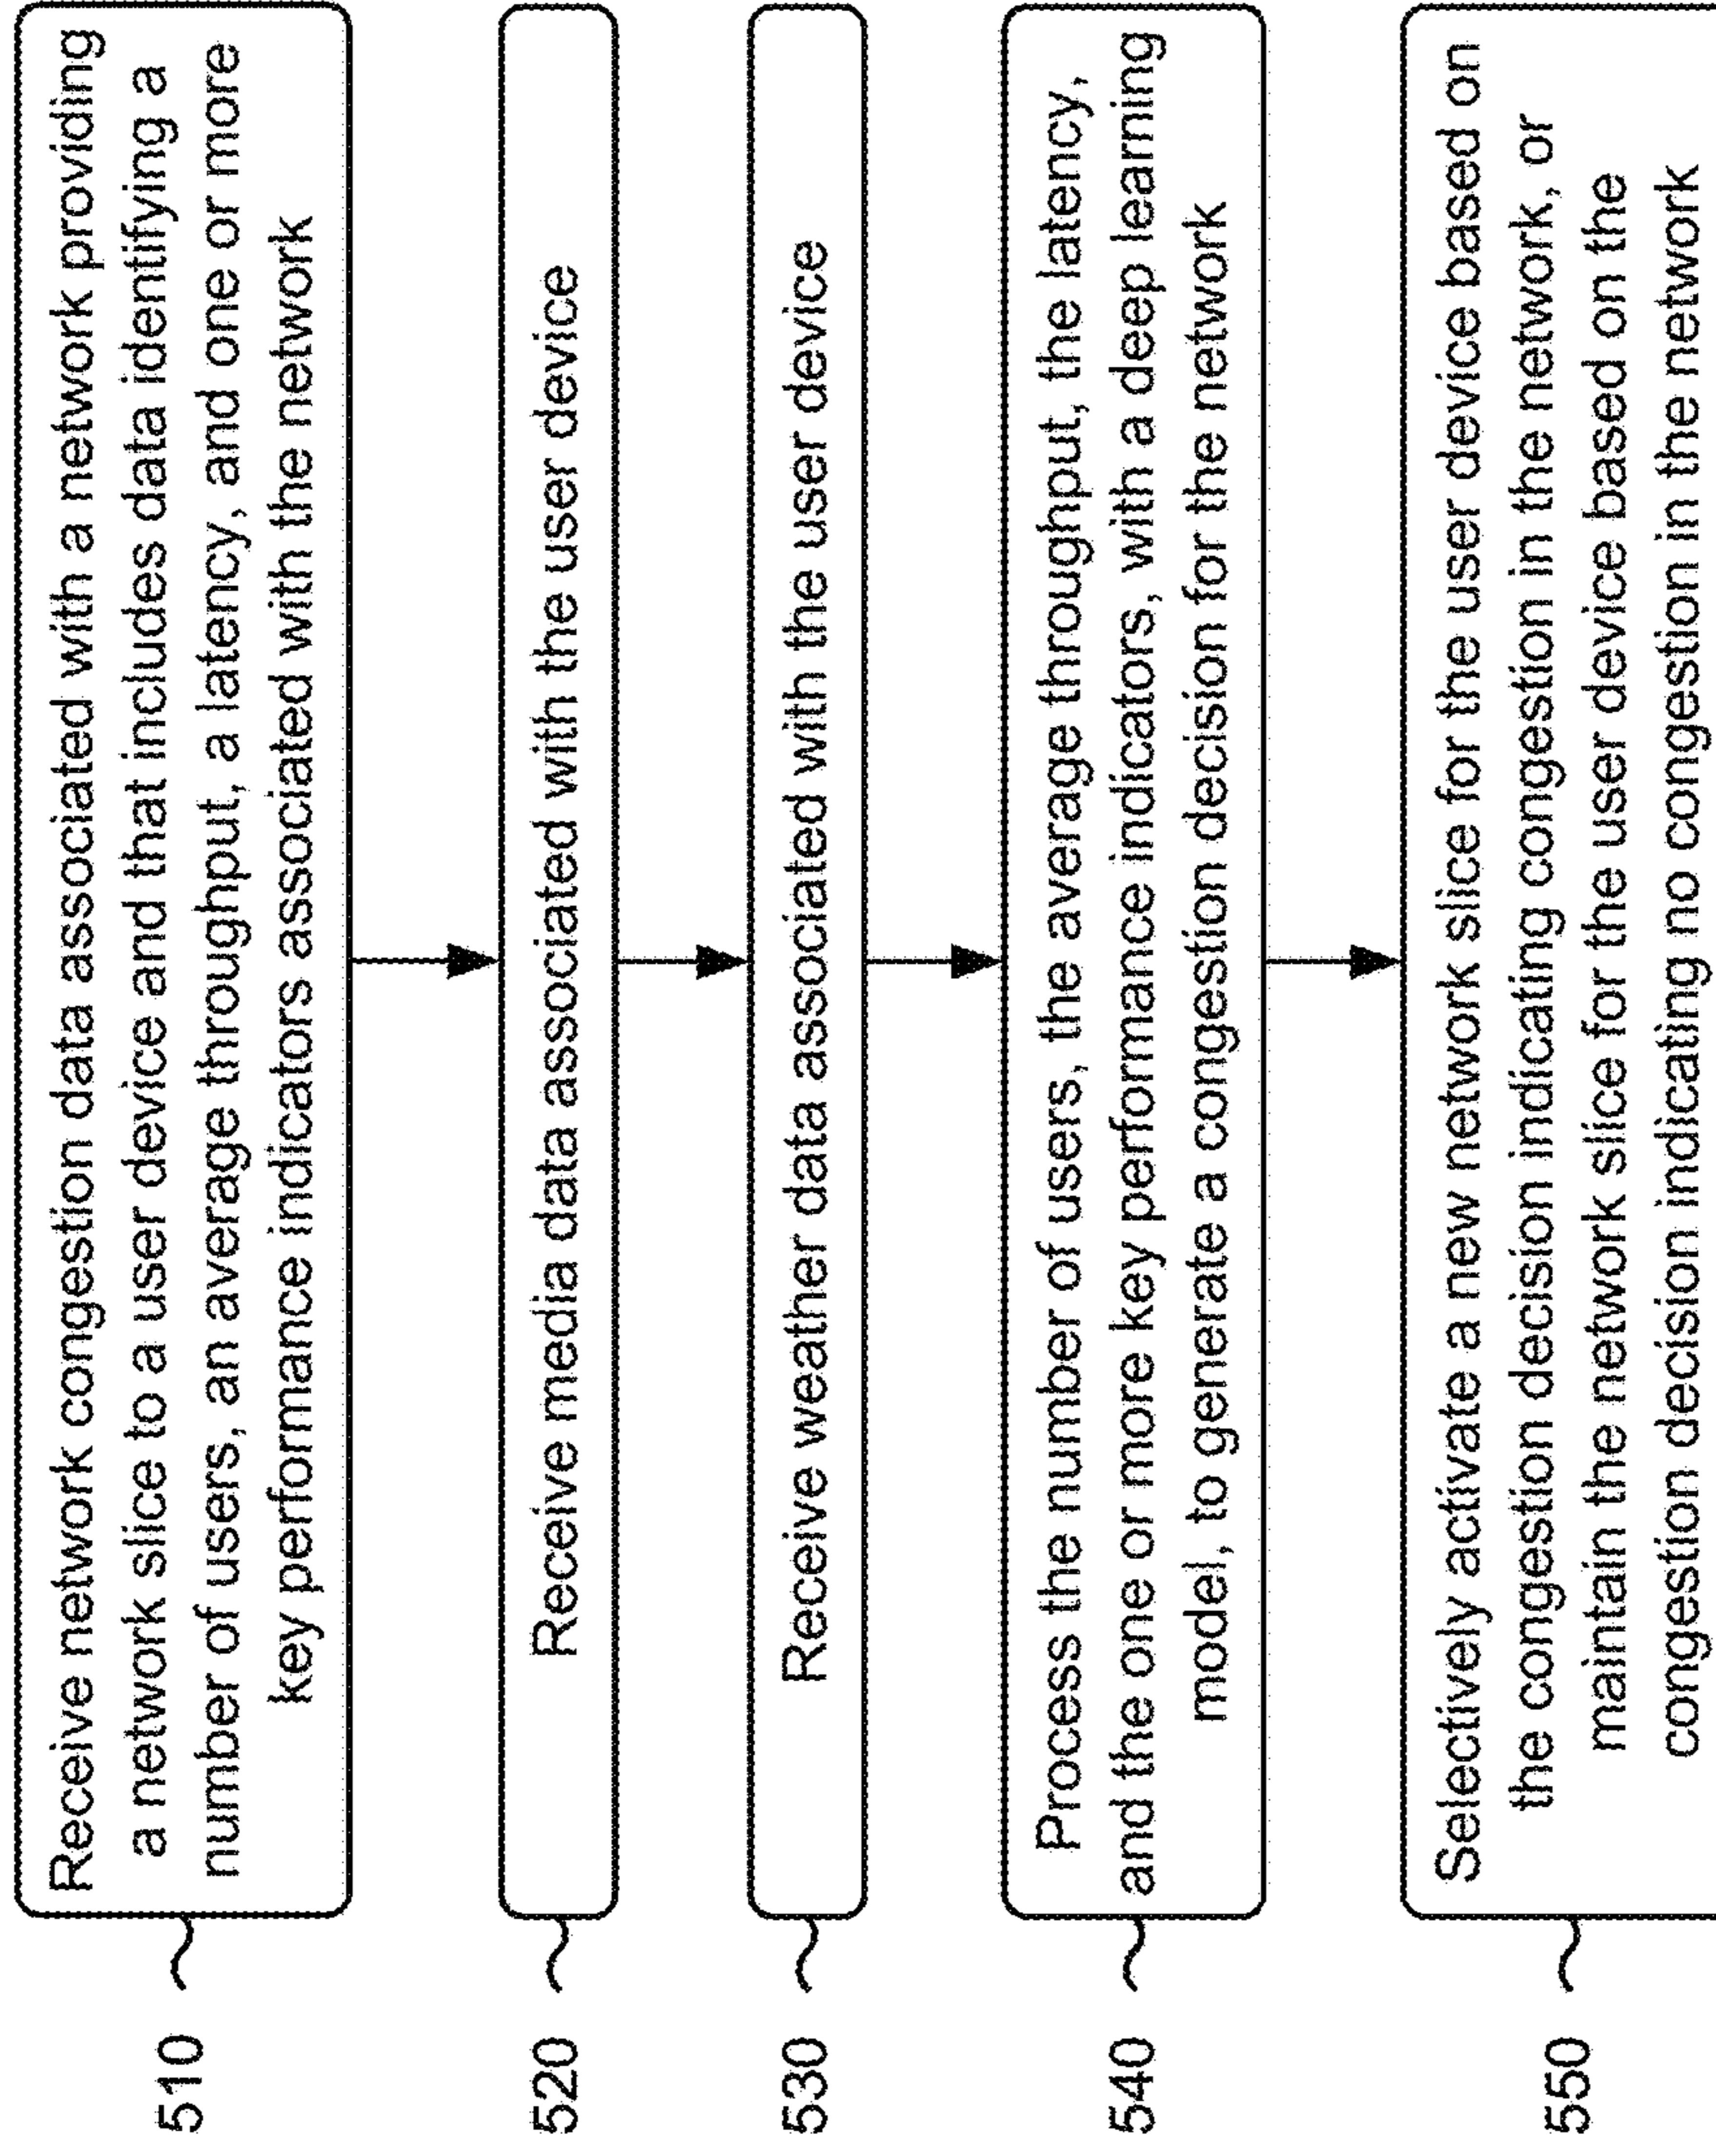 510
Receive network congestion data associated with a network providing
a network slice to a user device and that includes data identifying a
number of users, an average throughput, a latency, and one or more
key performance indicators associated with the network
520
Receive media data associated with the user device
530
Receive weather data associated with the user device
540
Process the number of users, the average throughput, the latency,
and the one or more key performance indicators, with a deep learning
model, to generate a congestion decision for the network
550
Selectively activate a new network slice for the user device based on
the congestion decision indicating congestion in the network, or
maintain the network slice for the user device based on the
congestion decision indicating no congestion in the network